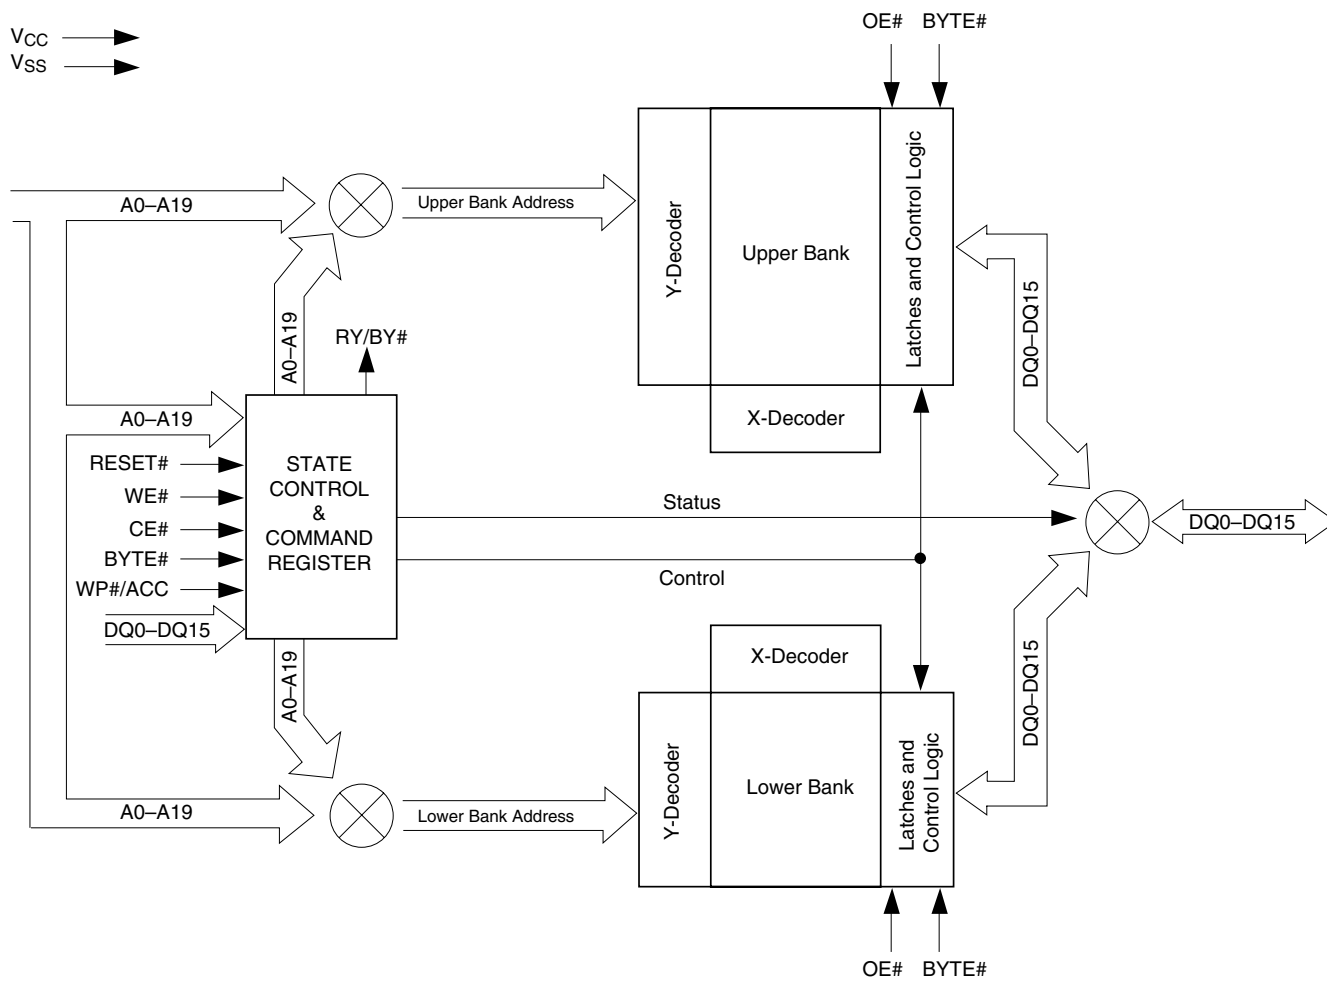 OE# BYTE#
VCC
VSS
A0–A19
Upper Bank Address
Y-Decoder
Upper Bank
Latches and Control Logic
DQ0–DQ15
A0–A19
RY/BY#
X-Decoder
A0–A19
RESET#
WE#
CE#
BYTE#
WP#/ACC
DQ0–DQ15
STATE
CONTROL
&
COMMAND
REGISTER
Status
Control
DQ0–DQ15
A0–A19
X-Decoder
DQ0–DQ15
A0–A19
Lower Bank Address
Y-Decoder
Lower Bank
Latches and
Control Logic
OE# BYTE#